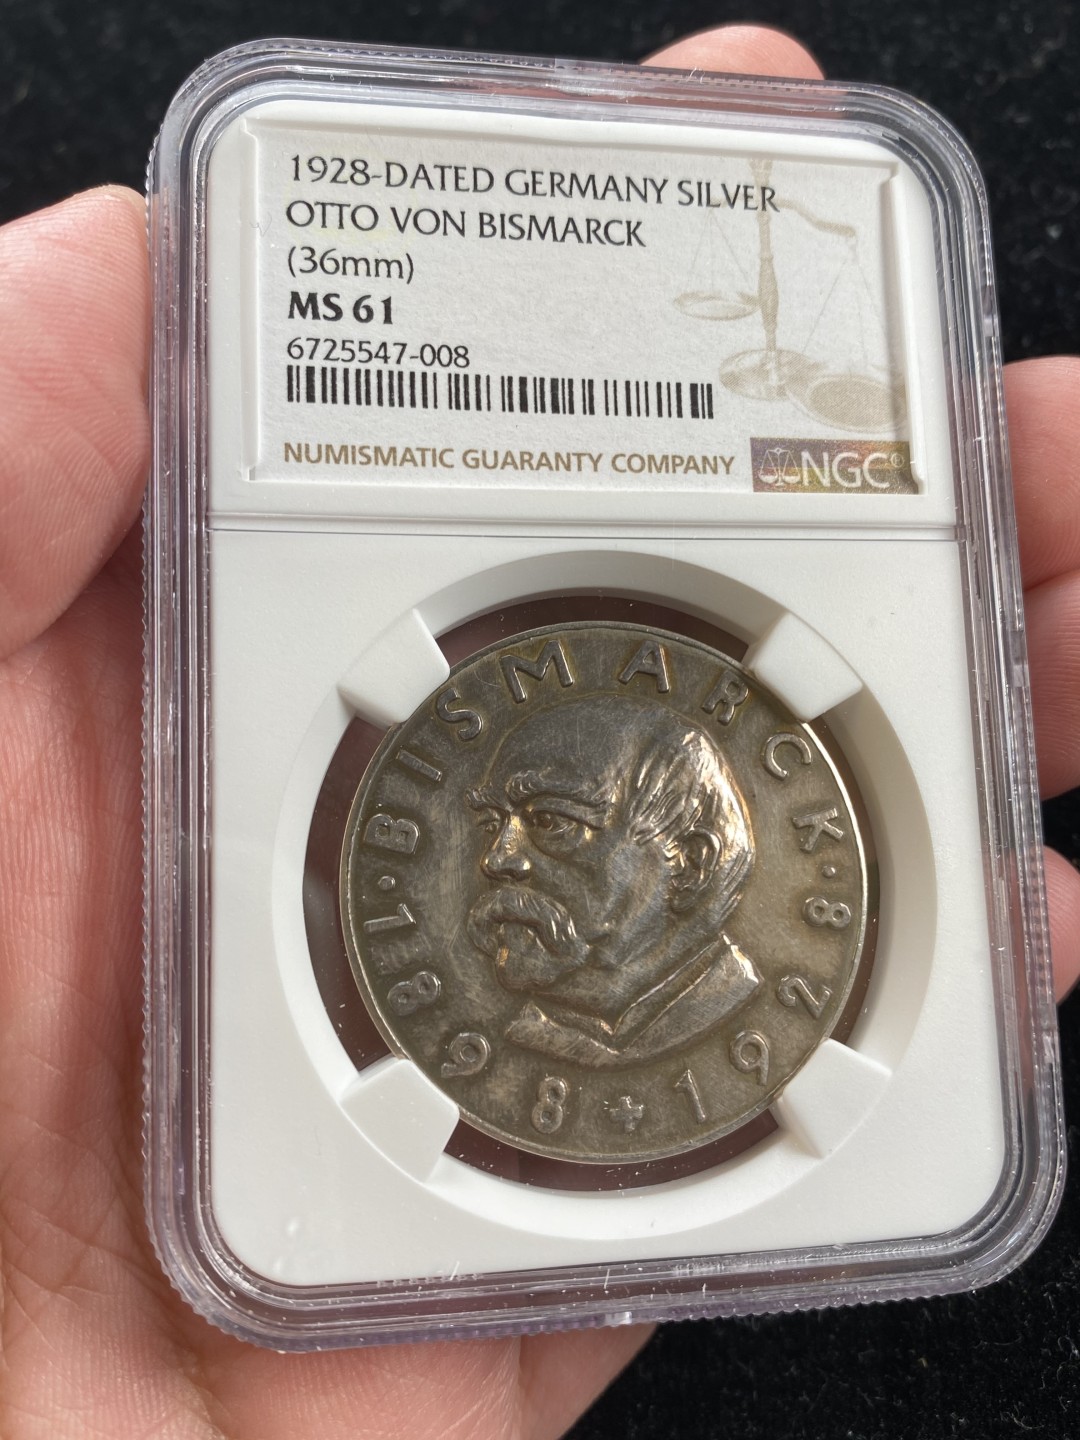 1928-DATED GERMANY SILVER
OTTO VON BISMARCK
(36mm)
MS 61
6725547-008
NUMISMATIC GUARANTY COMPANY
NGC®
BISMARCK
1898 + 1928